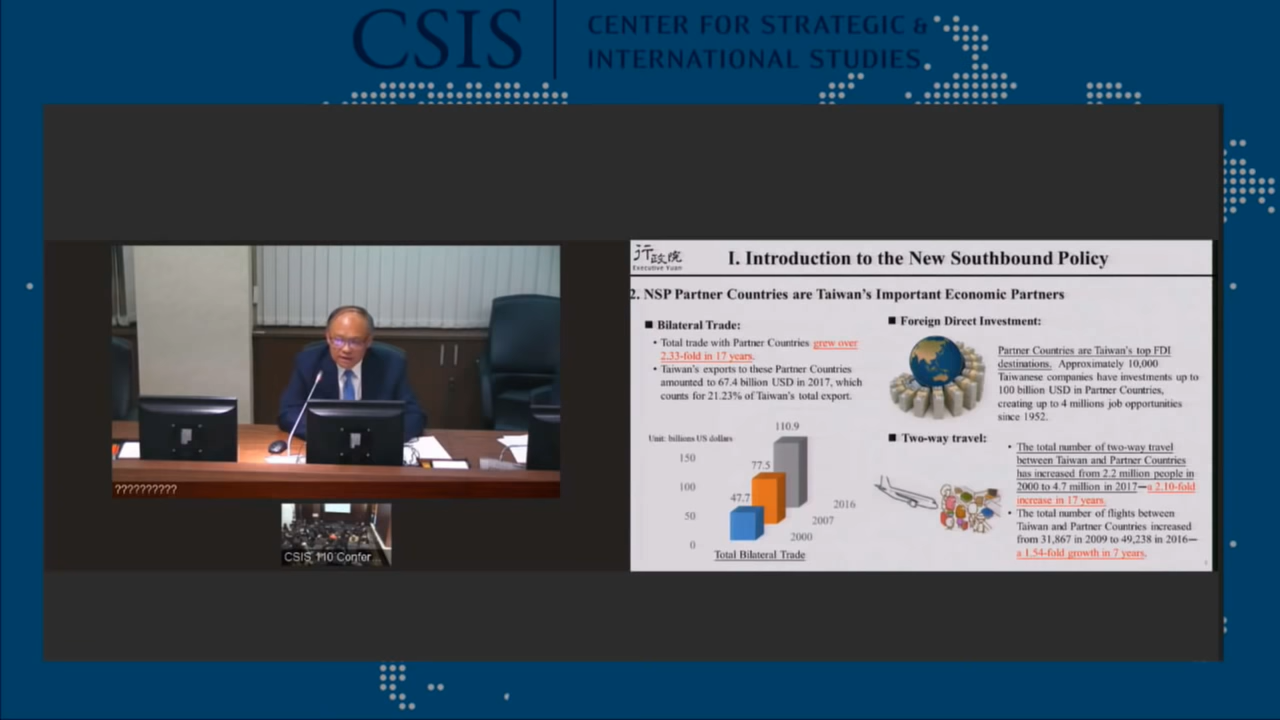 CSIS
CENTER FOR STRATEGIC &
INTERNATIONAL STUDIES
??????????
CSIS 110 Confer
行政院
Executive Yuan
I. Introduction to the New Southbound Policy
2. NSP Partner Countries are Taiwan's Important Economic Partners
■ Bilateral Trade:
• Total trade with Partner Countries grew over
2.33-fold in 17 years.
• Taiwan's exports to these Partner Countries
amounted to 67.4 billion USD in 2017, which
counts for 21.23% of Taiwan's total export.
Unit: billions US dollars
150
100
50
0
47.7
77.5
110.9
2000
2007
2016
Total Bilateral Trade
■ Foreign Direct Investment:
Partner Countries are Taiwan's top FDI
destinations. Approximately 10,000
Taiwanese companies have investments up to
100 billion USD in Partner Countries,
creating up to 4 millions job opportunities
since 1952.
■ Two-way travel:
• The total number of two-way travel
between Taiwan and Partner Countries
has increased from 2.2 million people in
2000 to 4.7 million in 2017—a 2.10-fold
increase in 17 years.
• The total number of flights between
Taiwan and Partner Countries increased
from 31,867 in 2009 to 49,238 in 2016—
a 1.54-fold growth in 7 years.